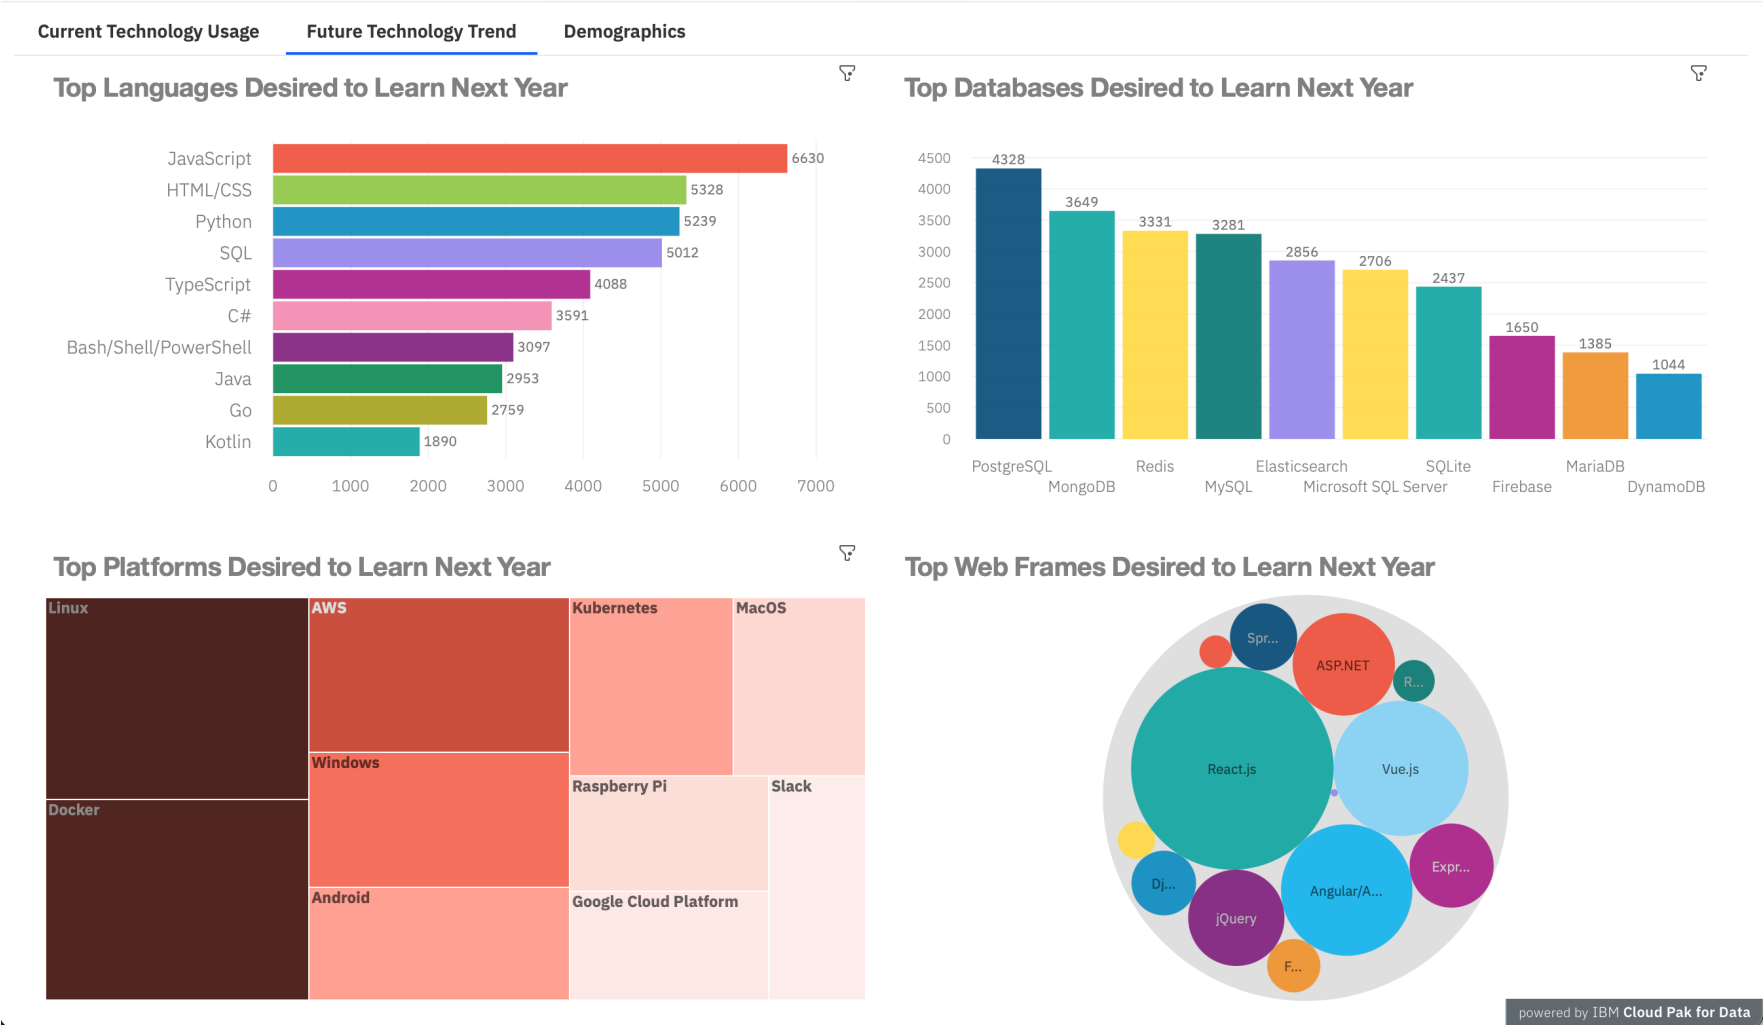 Current Technology Usage
Future Technology Trend
Demographics
Top Languages Desired to Learn Next Year
JavaScript 6630
HTML/CSS 5328
Python 5239
SQL 5012
TypeScript 4088
C# 3591
Bash/Shell/PowerShell 3097
Java 2953
Go 2759
Kotlin 1890
0 1000 2000 3000 4000 5000 6000 7000
Top Databases Desired to Learn Next Year
4500
4000
3500
3000
2500
2000
1500
1000
500
0
4328
3649
3331
3281
2856
2706
2437
1650
1385
1044
PostgreSQL
MongoDB
Redis
MySQL
Elasticsearch
Microsoft SQL Server
SQLite
Firebase
MariaDB
DynamoDB
Top Platforms Desired to Learn Next Year
Linux
Docker
AWS
Windows
Android
Kubernetes
MacOS
Raspberry Pi
Slack
Google Cloud Platform
Top Web Frames Desired to Learn Next Year
Spr...
ASP.NET
R...
React.js
Vue.js
Expr...
Dj...
Angular/A...
jQuery
F...
powered by IBM Cloud Pak for Data